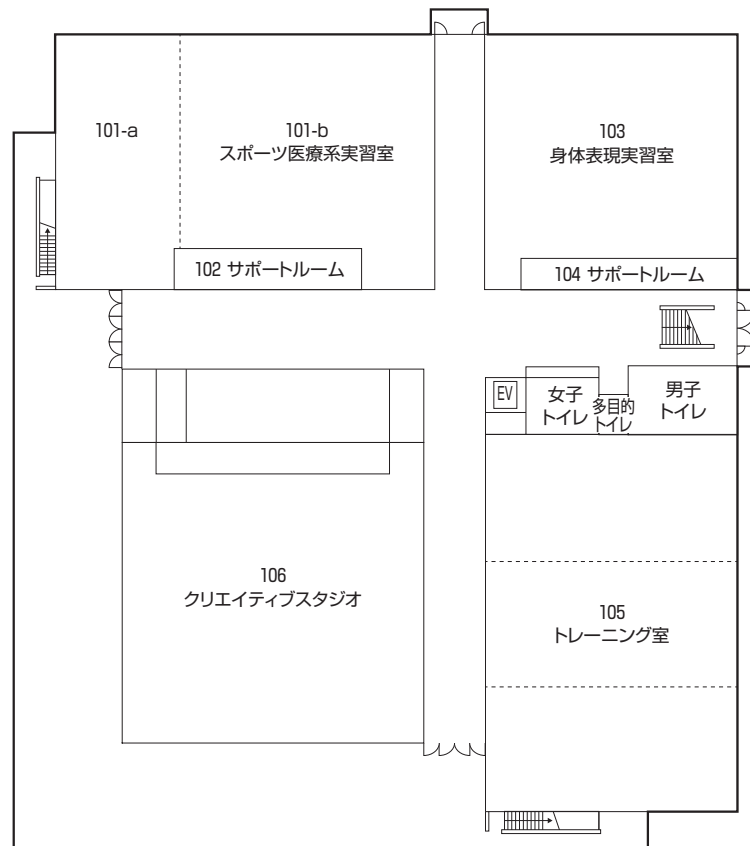 101-a
101-b
スポーツ医療系実習室
103
身体表現実習室
102 サポートルーム
104 サポートルーム
EV
女子
トイレ
多目的
トイレ
男子
トイレ
106
クリエイティブスタジオ
105
トレーニング室